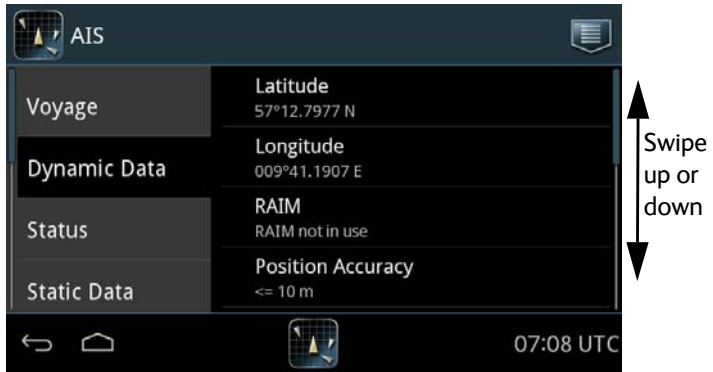 AIS
Voyage
Dynamic Data
Status
Static Data
Latitude
57°12.7977 N
Longitude
009°41.1907 E
RAIM
RAIM not in use
Position Accuracy
<= 10 m
07:08 UTC
Swipe
up or
down